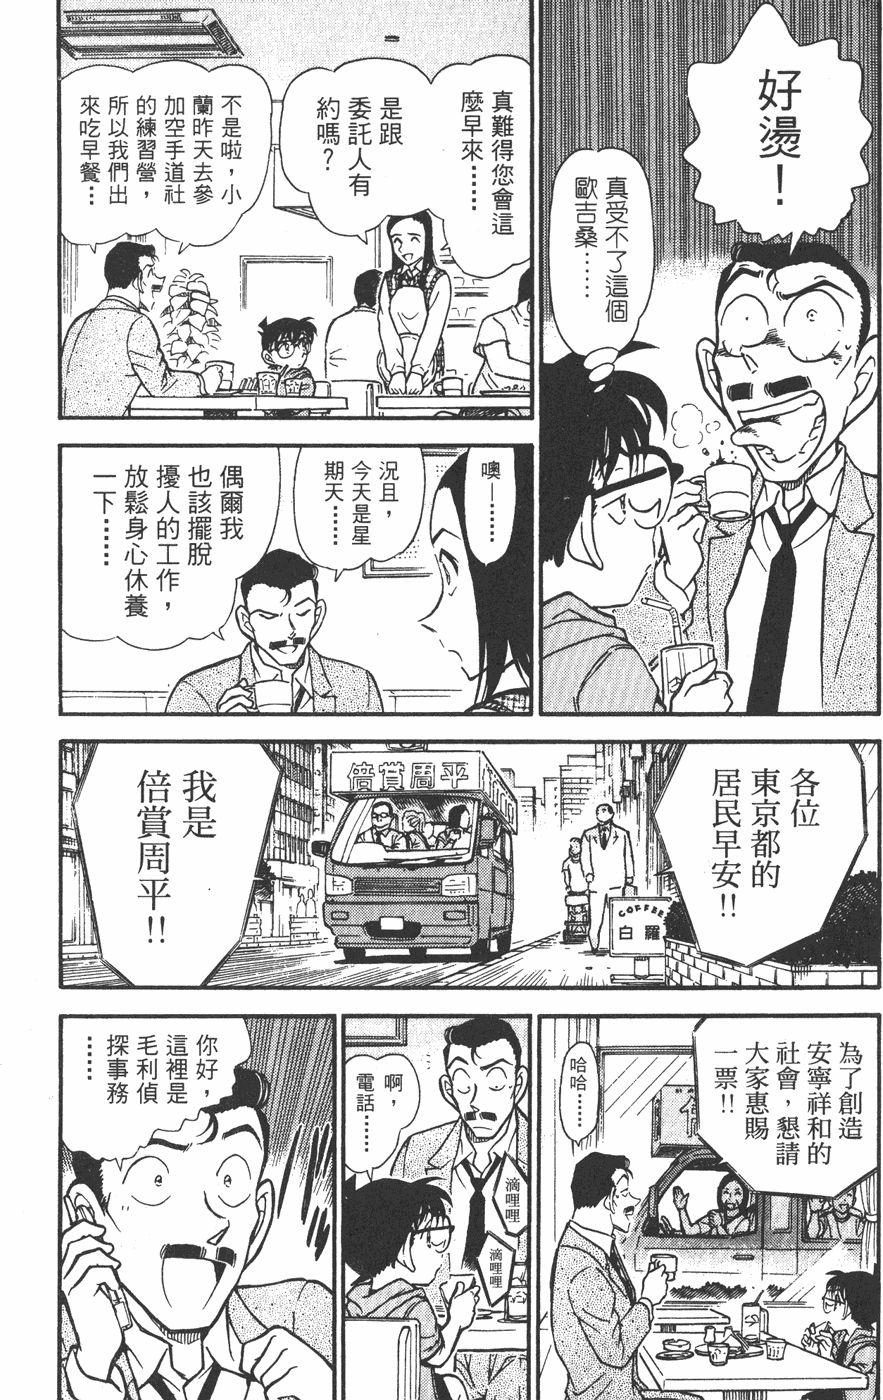 好燙！
真受不了這個
歐吉桑……
真難得您會這
麼早來……
是跟
委託人有
約嗎？
不是啦，小
蘭昨天去參
加空手道社
的練習營，
所以我們出
來吃早餐…
噢——……
況且，
今天是星
期天……
偶爾我
也該擺脫
擾人的工作，
放鬆身心休養
一下……
各位
東京都的
居民早安!!
倍賞周平
COFFEE
白羅
我是
倍賞周平!!
為了創造
安寧祥和的
社會，懇請
大家惠賜
一票!!
哈哈……
倍
啊，
電話……
滴哩哩
滴哩哩
你好，
這裡是
毛利偵
探事務
……